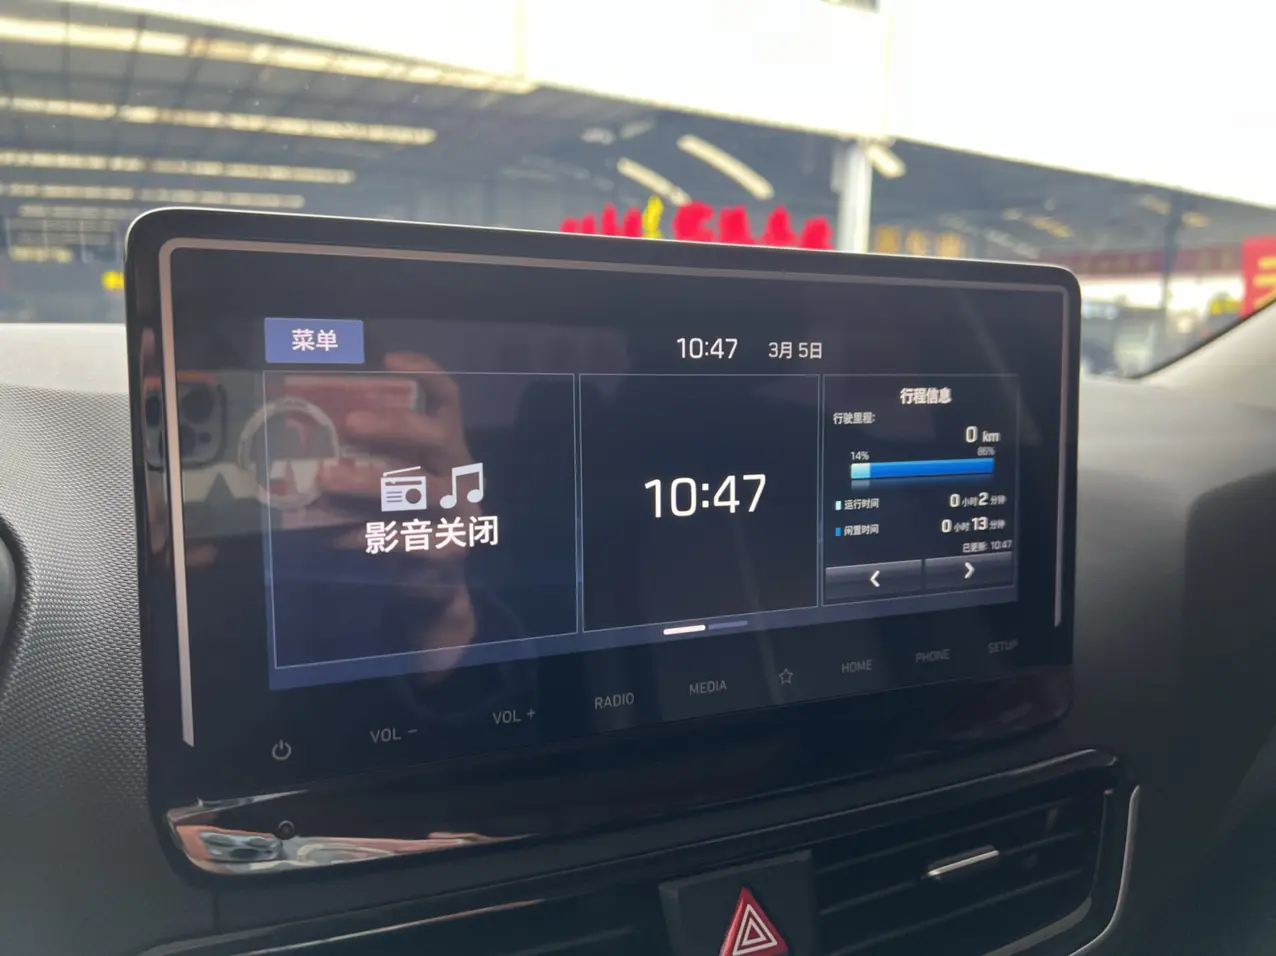 菜单
10:47 3月 5日
影音关闭
10:47
行程信息
行驶里程:
0 km
14% 86%
运行时间 0 小时 2 分钟
闲置时间 0 小时 13 分钟
已更新: 10:47
VOL - VOL + RADIO MEDIA HOME PHONE SETUP